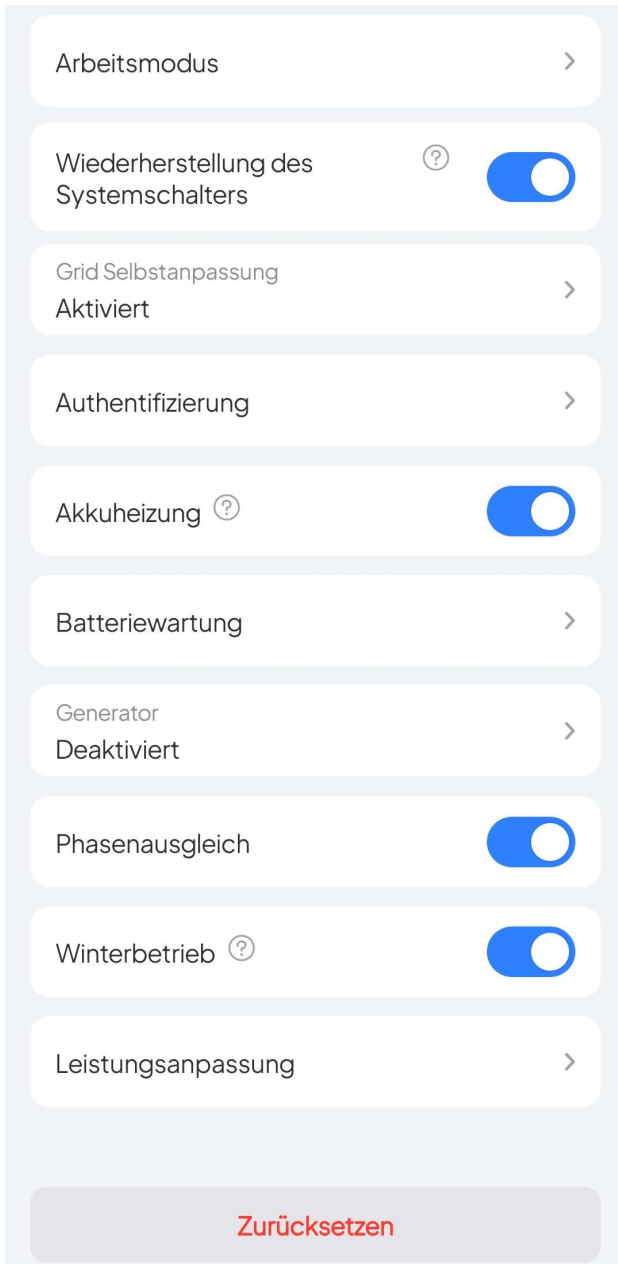 Arbeitsmodus
Wiederherstellung des
Systemschalters
Grid Selbstanpassung
Aktiviert
Authentifizierung
Akkuheizung
Batteriewartung
Generator
Deaktiviert
Phasenausgleich
Winterbetrieb
Leistungsanpassung
Zurücksetzen